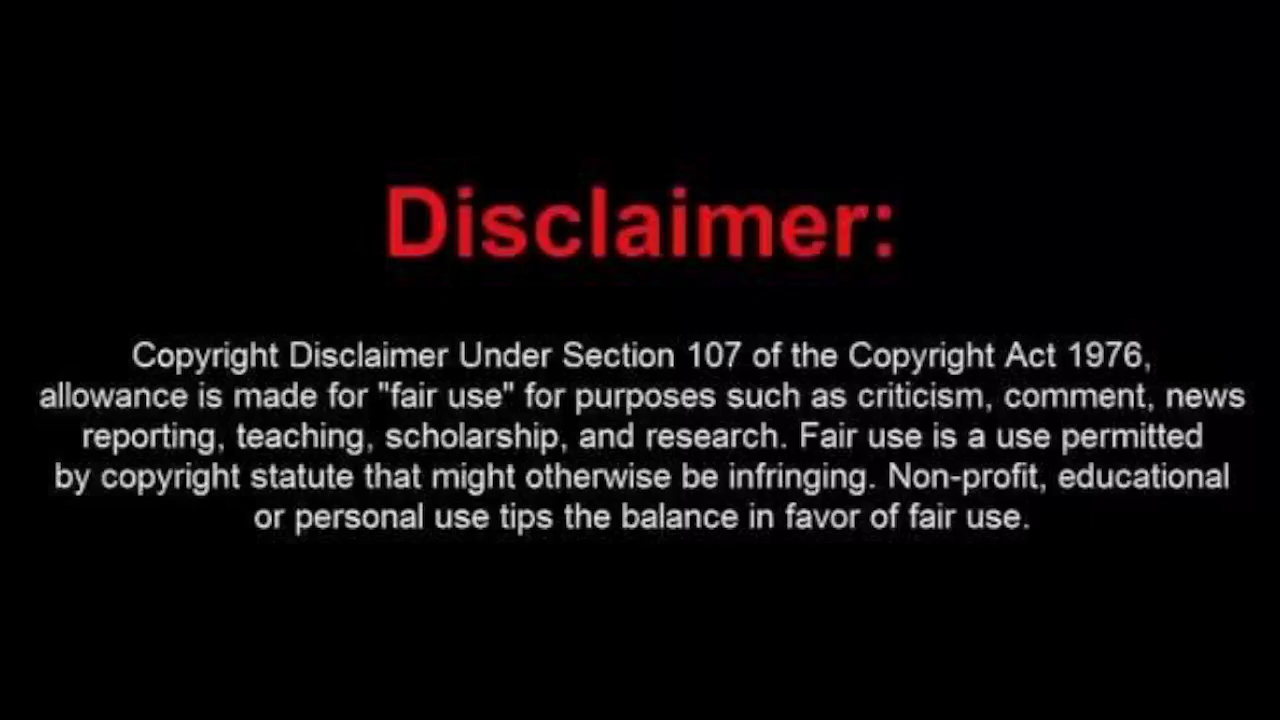 Disclaimer:
Copyright Disclaimer Under Section 107 of the Copyright Act 1976,
allowance is made for "fair use" for purposes such as criticism, comment, news
reporting, teaching, scholarship, and research. Fair use is a use permitted
by copyright statute that might otherwise be infringing. Non-profit, educational
or personal use tips the balance in favor of fair use.